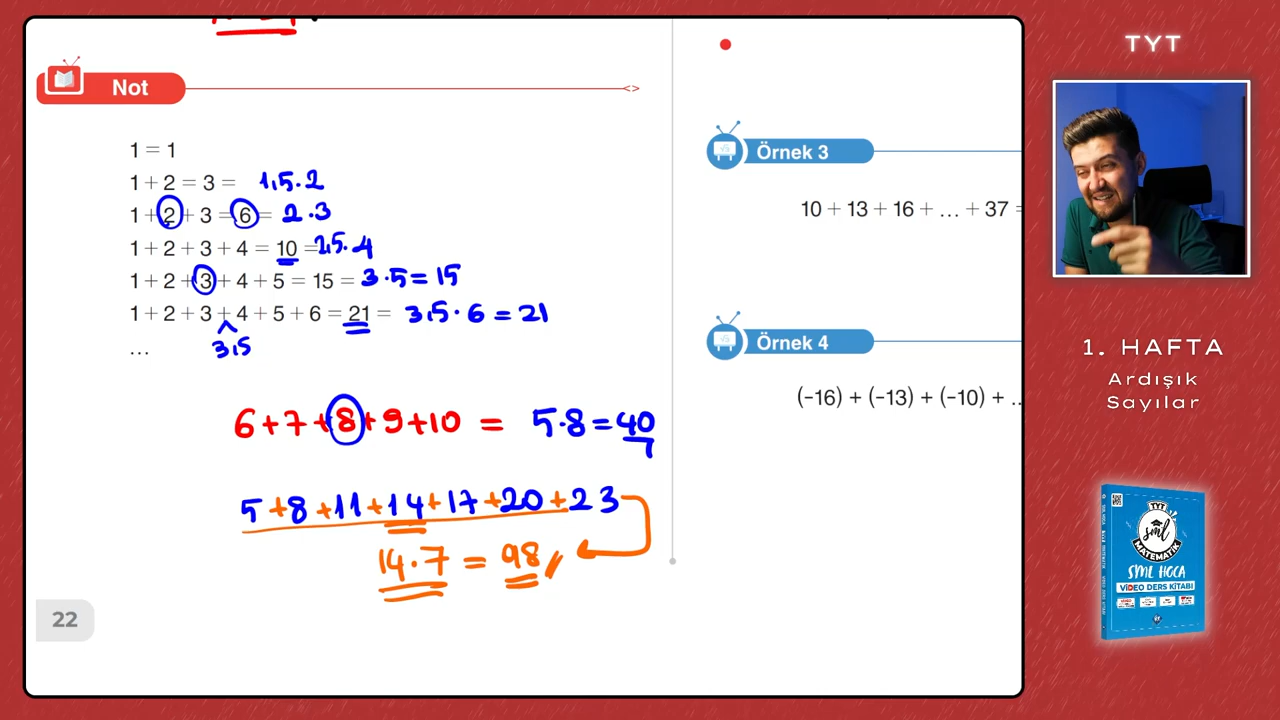 Not
1 = 1
1 + 2 = 3 = 1,5 · 2
1 + 2 + 3 = 6 = 2 · 3
1 + 2 + 3 + 4 = 10 = 2,5 · 4
1 + 2 + 3 + 4 + 5 = 15 = 3 · 5 = 15
1 + 2 + 3 + 4 + 5 + 6 = 21 = 3,5 · 6 = 21
3,5
...
6 + 7 + 8 + 9 + 10 = 5 · 8 = 40
5 + 8 + 11 + 14 + 17 + 20 + 23
14 · 7 = 98
22
Örnek 3
10 + 13 + 16 + ... + 37 =
Örnek 4
(–16) + (–13) + (–10) + ...
TYT
1. HAFTA
Ardışık
Sayılar
TYT
SML
MATEMATİK
SML HOCA
VİDEO DERS KİTABI